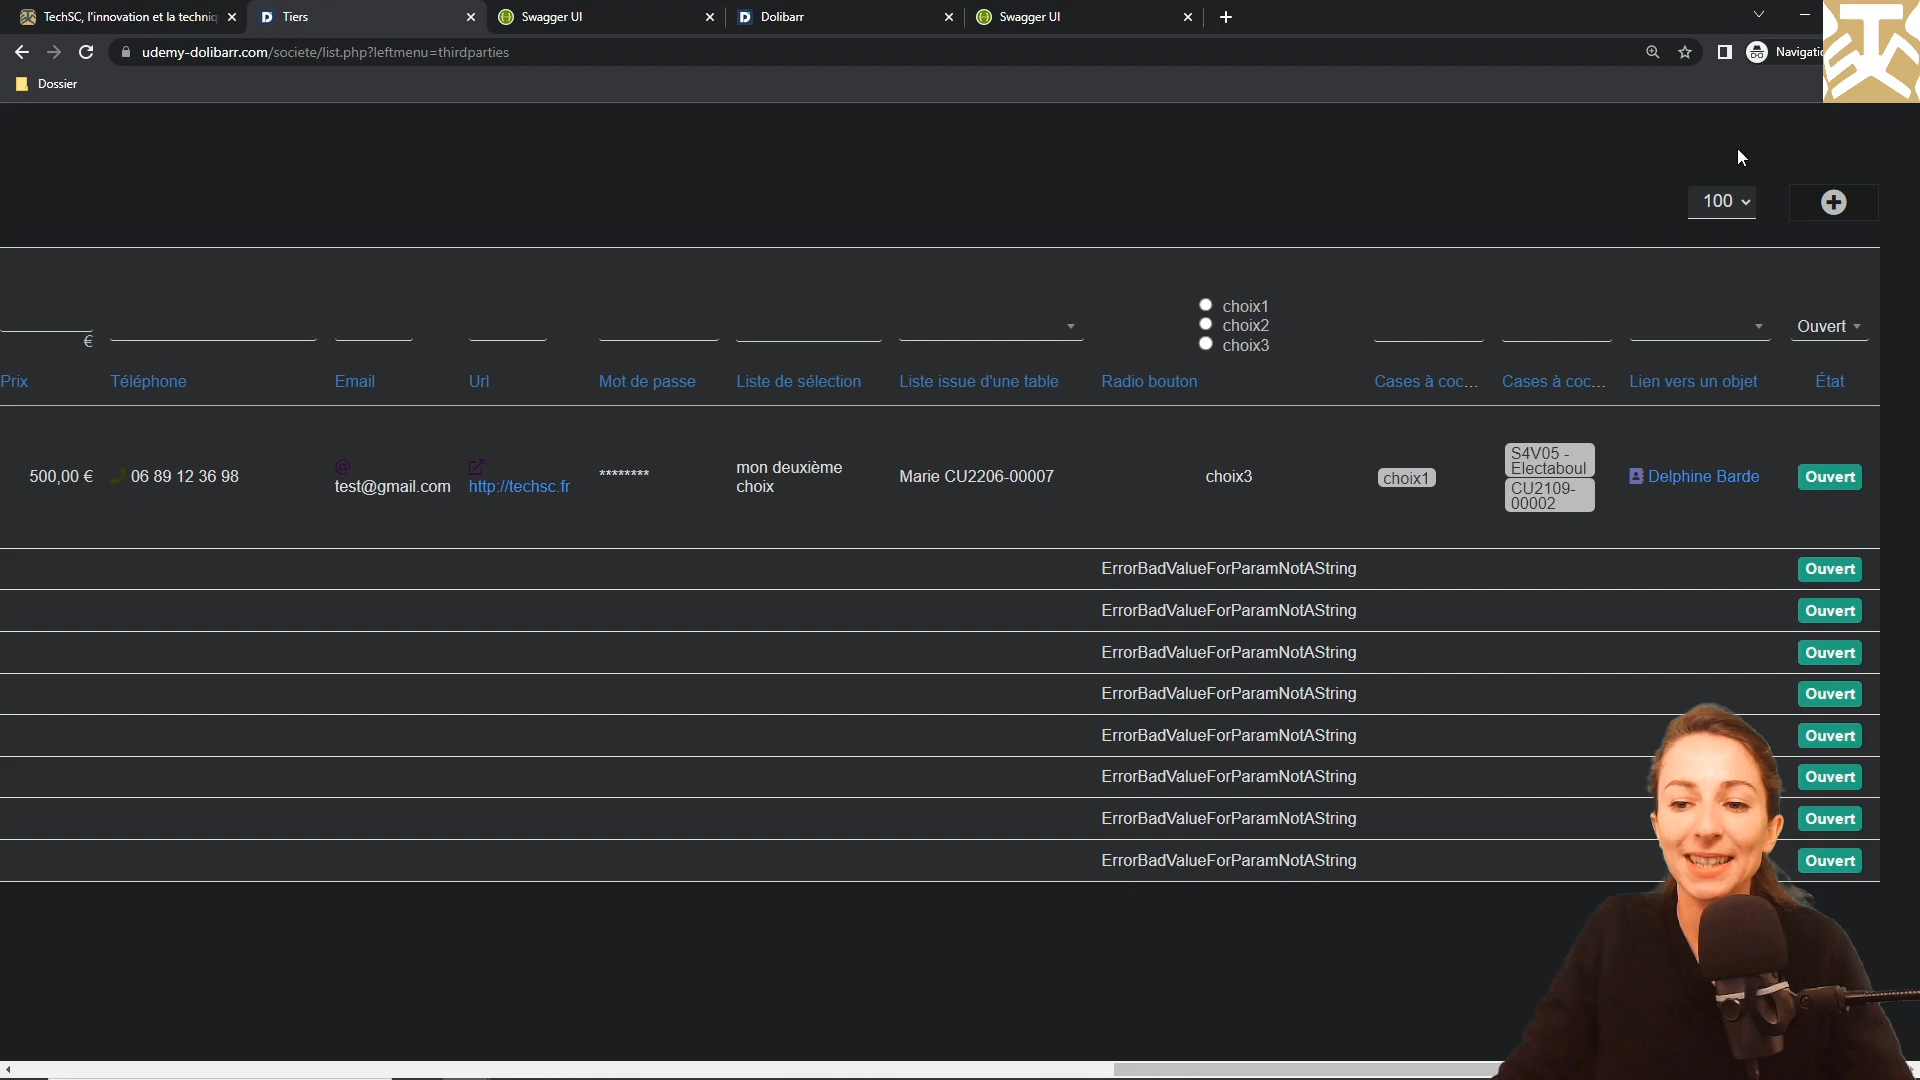 TechSC, l'innovation et la techniq
Tiers
Swagger UI
Dolibarr
Swagger UI
udemy-dolibarr.com/societe/list.php?leftmenu=thirdparties
Dossier
100
choix1
choix2
choix3
Ouvert
€
Prix Téléphone Email Url Mot de passe Liste de sélection Liste issue d'une table Radio bouton Cases à coc... Cases à coc... Lien vers un objet État
500,00 €
06 89 12 36 98
@
test@gmail.com
http://techsc.fr
********
mon deuxième
choix
Marie CU2206-00007
choix3
choix1
S4V05 -
Electaboul
CU2109-
00002
Delphine Barde
Ouvert
ErrorBadValueForParamNotAString Ouvert
ErrorBadValueForParamNotAString Ouvert
ErrorBadValueForParamNotAString Ouvert
ErrorBadValueForParamNotAString Ouvert
ErrorBadValueForParamNotAString Ouvert
ErrorBadValueForParamNotAString Ouvert
ErrorBadValueForParamNotAString Ouvert
ErrorBadValueForParamNotAString Ouvert